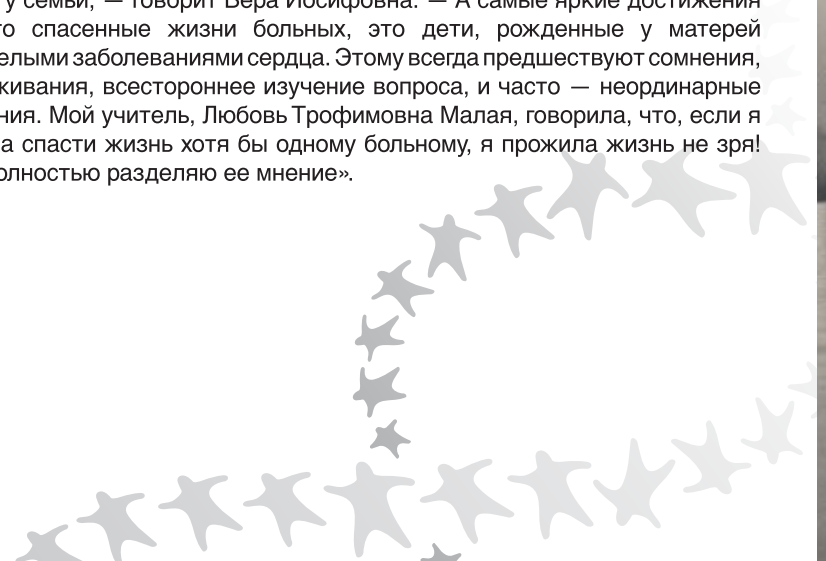 у семьи, — говорит Вера Иосифовна. — А самые яркие достижения
то спасенные жизни больных, это дети, рожденные у матерей
елыми заболеваниями сердца. Этому всегда предшествуют сомнения,
живания, всестороннее изучение вопроса, и часто — неординарные
ния. Мой учитель, Любовь Трофимовна Малая, говорила, что, если я
а спасти жизнь хотя бы одному больному, я прожила жизнь не зря!
олностью разделяю ее мнение».